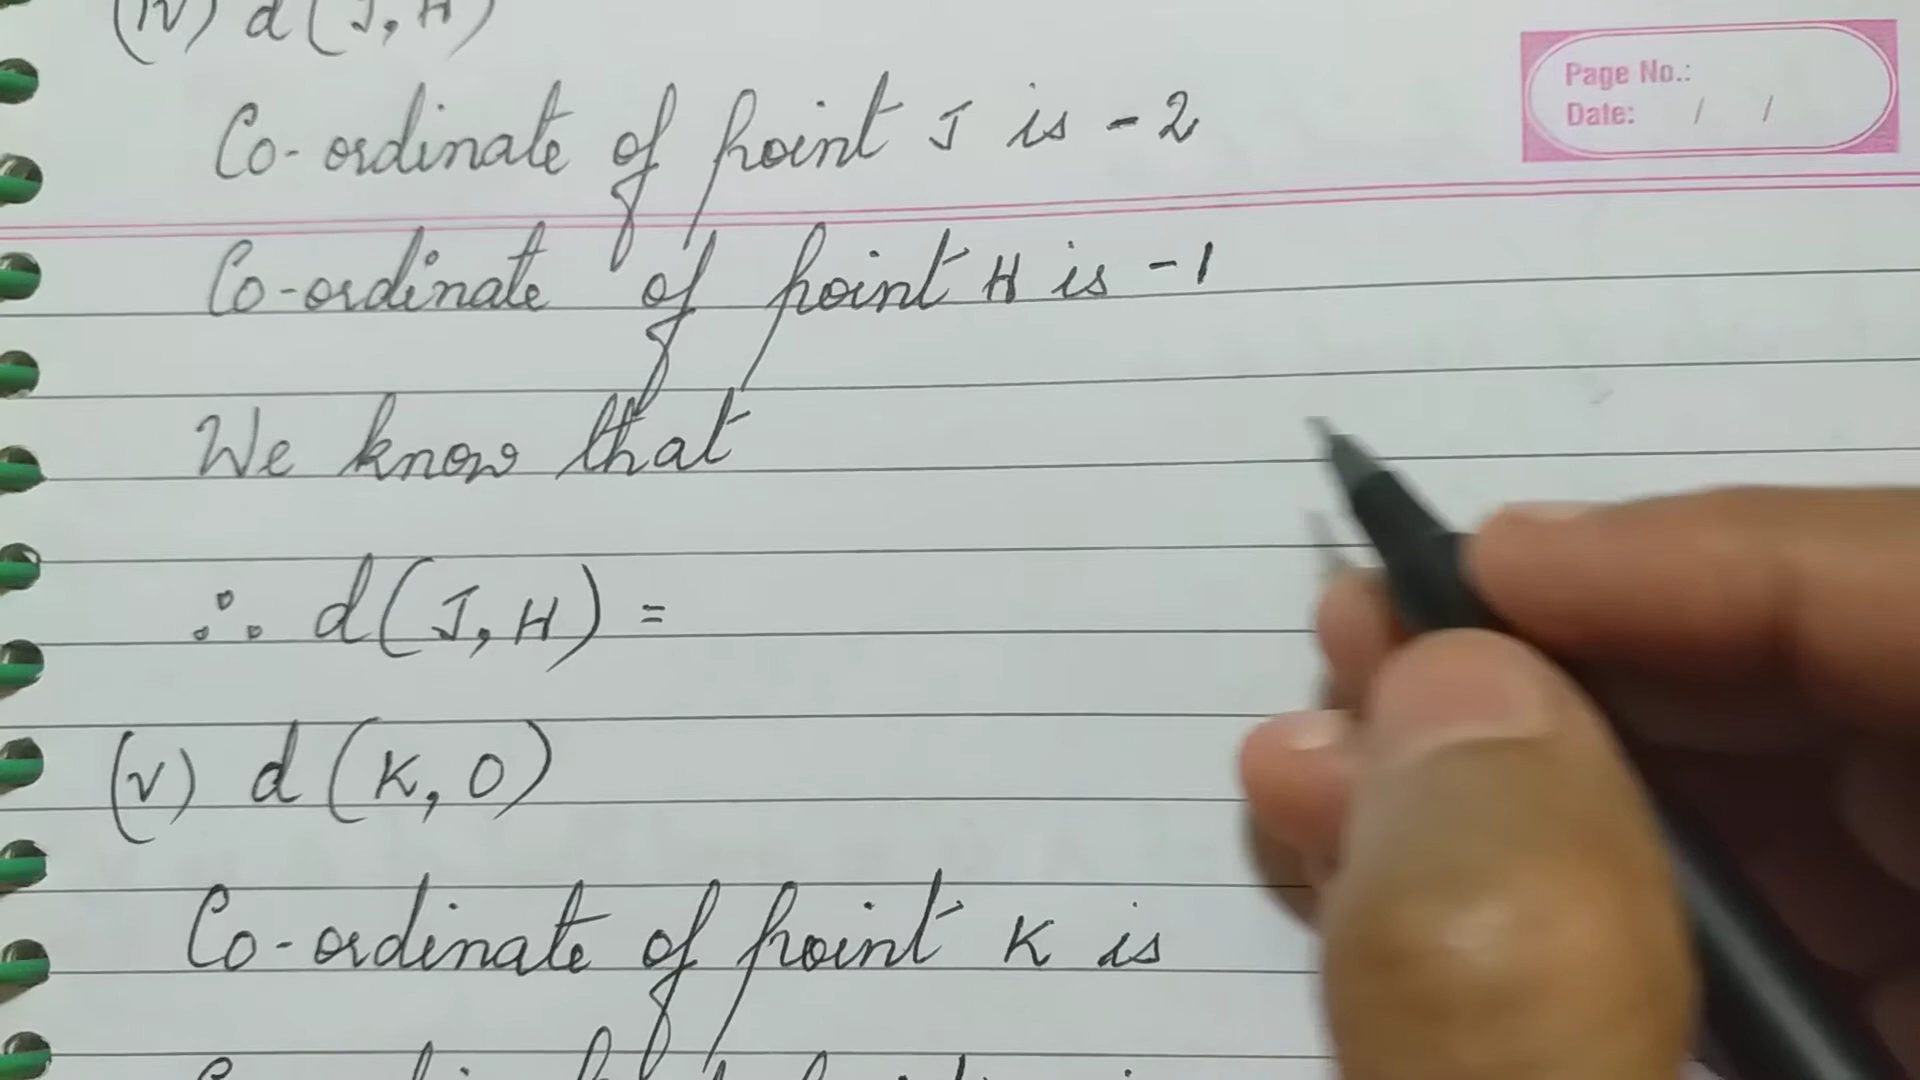 (iv) d(J,H)
Page No.:
Date: / /
Co-ordinate of point J is -2
Co-ordinate of point H is -1
We know that
∴ d(J,H) =
(v) d(K,O)
Co-ordinate of point K is